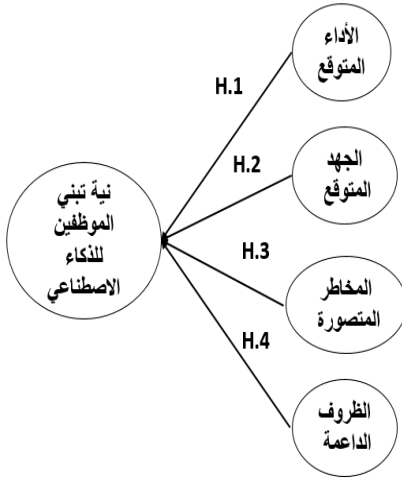 الأداء
المتوقع
H.1
الجهد
المتوقع
H.2
نية تبني
الموظفين
للذكاء
الاصطناعي
H.3
المخاطر
المتصورة
H.4
الظروف
الداعمة